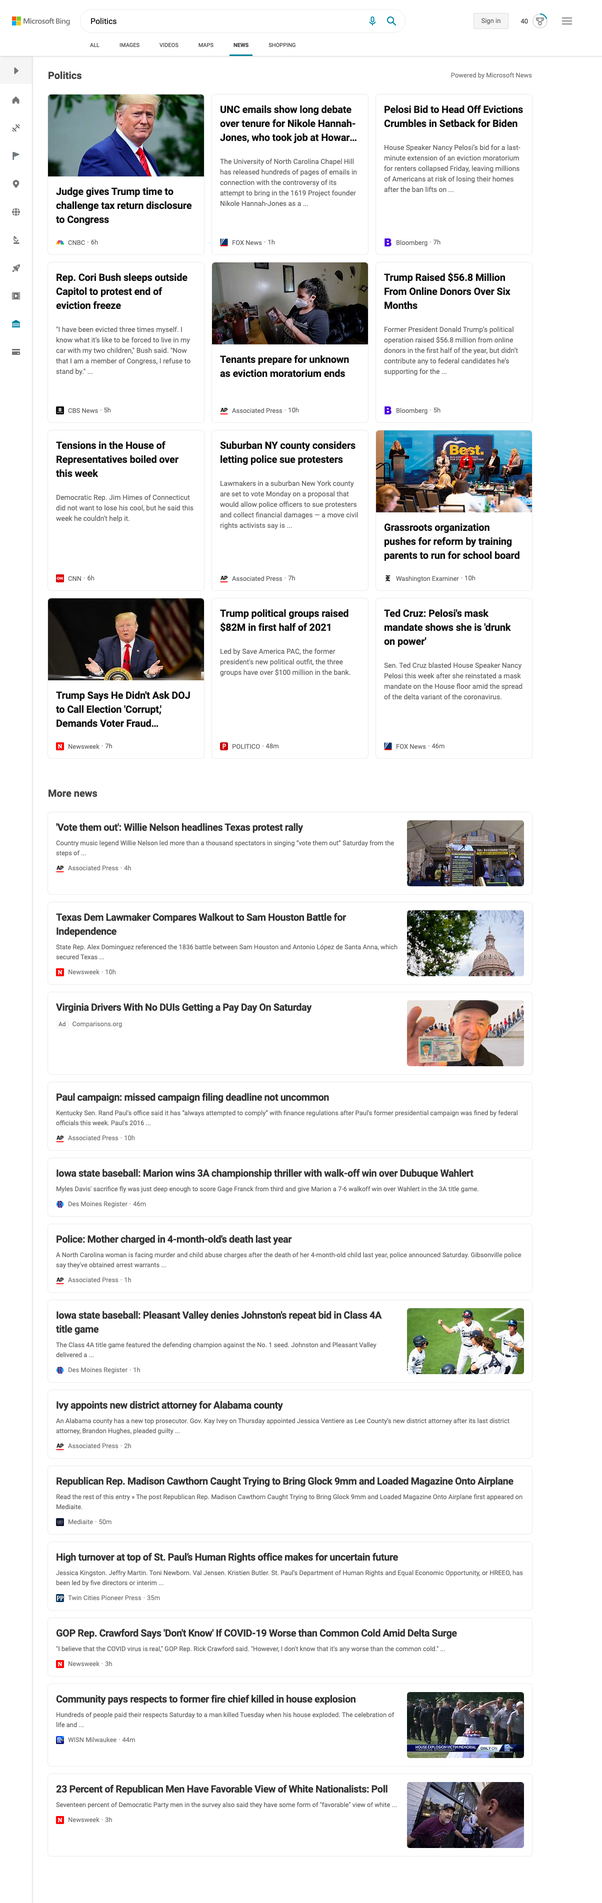 Microsoft Bing
Politics
Sign in
40
ALL
IMAGES
VIDEOS
MAPS
NEWS
SHOPPING
Politics
Powered by Microsoft News
Judge gives Trump time to
challenge tax return disclosure
to Congress
CNBC · 6h
UNC emails show long debate
over tenure for Nikole Hannah-
Jones, who took job at Howar...
The University of North Carolina Chapel Hill
has released hundreds of pages of emails in
connection with the controversy of its
attempt to bring in the 1619 Project founder
Nikole Hannah-Jones as a ...
FOX News · 1h
Pelosi Bid to Head Off Evictions
Crumbles in Setback for Biden
House Speaker Nancy Pelosi's bid for a last-
minute extension of an eviction moratorium
for renters collapsed Friday, leaving millions
of Americans at risk of losing their homes
after the ban lifts on ...
B
Bloomberg · 7h
Rep. Cori Bush sleeps outside
Capitol to protest end of
eviction freeze
"I have been evicted three times myself. I
know what it's like to be forced to live in my
car with my two children," Bush said. "Now
that I am a member of Congress, I refuse to
stand by." ...
CBS News · 5h
Tenants prepare for unknown
as eviction moratorium ends
AP
Associated Press · 10h
Trump Raised $56.8 Million
From Online Donors Over Six
Months
Former President Donald Trump's political
operation raised $56.8 million from online
donors in the first half of the year, but didn't
contribute any to federal candidates he's
supporting for the ...
B
Bloomberg · 5h
Tensions in the House of
Representatives boiled over
this week
Democratic Rep. Jim Himes of Connecticut
did not want to lose his cool, but he said this
week he couldn't help it.
CNN · 6h
Suburban NY county considers
letting police sue protesters
Lawmakers in a suburban New York county
are set to vote Monday on a proposal that
would allow police officers to sue protesters
and collect financial damages — a move civil
rights activists say is ...
AP
Associated Press · 7h
Best.
Grassroots organization
pushes for reform by training
parents to run for school board
Washington Examiner · 10h
Trump Says He Didn't Ask DOJ
to Call Election 'Corrupt,'
Demands Voter Fraud...
N
Newsweek · 7h
Trump political groups raised
$82M in first half of 2021
Led by Save America PAC, the former
president's new political outfit, the three
groups have over $100 million in the bank.
P
POLITICO · 48m
Ted Cruz: Pelosi's mask
mandate shows she is 'drunk
on power'
Sen. Ted Cruz blasted House Speaker Nancy
Pelosi this week after she reinstated a mask
mandate on the House floor amid the spread
of the delta variant of the coronavirus.
FOX News · 46m
More news
'Vote them out': Willie Nelson headlines Texas protest rally
Country music legend Willie Nelson led more than a thousand spectators in singing "vote them out" Saturday from the
steps of ...
AP
Associated Press · 4h
Texas Dem Lawmaker Compares Walkout to Sam Houston Battle for
Independence
State Rep. Alex Dominguez referenced the 1836 battle between Sam Houston and Antonio López de Santa Anna, which
secured Texas ...
N
Newsweek · 10h
Virginia Drivers With No DUIs Getting a Pay Day On Saturday
Ad
Comparisons.org
Paul campaign: missed campaign filing deadline not uncommon
Kentucky Sen. Rand Paul's office said it has "always attempted to comply" with finance regulations after Paul's former presidential campaign was fined by federal
officials this week. Paul's 2016 ...
AP
Associated Press · 10h
Iowa state baseball: Marion wins 3A championship thriller with walk-off win over Dubuque Wahlert
Myles Davis' sacrifice fly was just deep enough to score Gage Franck from third and give Marion a 7-6 walkoff win over Wahlert in the 3A title game.
Des Moines Register · 46m
Police: Mother charged in 4-month-old's death last year
A North Carolina woman is facing murder and child abuse charges after the death of her 4-month-old child last year, police announced Saturday. Gibsonville police
say they've obtained arrest warrants ...
AP
Associated Press · 1h
Iowa state baseball: Pleasant Valley denies Johnston's repeat bid in Class 4A
title game
The Class 4A title game featured the defending champion against the No. 1 seed. Johnston and Pleasant Valley
delivered a ...
Des Moines Register · 1h
Ivy appoints new district attorney for Alabama county
An Alabama county has a new top prosecutor. Gov. Kay Ivey on Thursday appointed Jessica Ventiere as Lee County's new district attorney after its last district
attorney, Brandon Hughes, pleaded guilty ...
AP
Associated Press · 2h
Republican Rep. Madison Cawthorn Caught Trying to Bring Glock 9mm and Loaded Magazine Onto Airplane
Read the rest of this entry » The post Republican Rep. Madison Cawthorn Caught Trying to Bring Glock 9mm and Loaded Magazine Onto Airplane first appeared on
Mediaite.
Mediaite · 50m
High turnover at top of St. Paul's Human Rights office makes for uncertain future
Jessica Kingston. Jeffry Martin. Toni Newborn. Val Jensen. Kristien Butler. St. Paul's Department of Human Rights and Equal Economic Opportunity, or HREEO, has
been led by five directors or interim ...
PP
Twin Cities Pioneer Press · 35m
GOP Rep. Crawford Says 'Don't Know' If COVID-19 Worse than Common Cold Amid Delta Surge
"I believe that the COVID virus is real," GOP Rep. Rick Crawford said. "However, I don't know that it's any worse than the common cold." ...
N
Newsweek · 3h
Community pays respects to former fire chief killed in house explosion
Hundreds of people paid their respects Saturday to a man killed Tuesday when his house exploded. The celebration of
life and ...
WISN Milwaukee · 44m
HOUSE EXPLOSION VICTIM MEMORIAL
23 Percent of Republican Men Have Favorable View of White Nationalists: Poll
Seventeen percent of Democratic Party men in the survey also said they have some form of "favorable" view of white ...
N
Newsweek · 3h